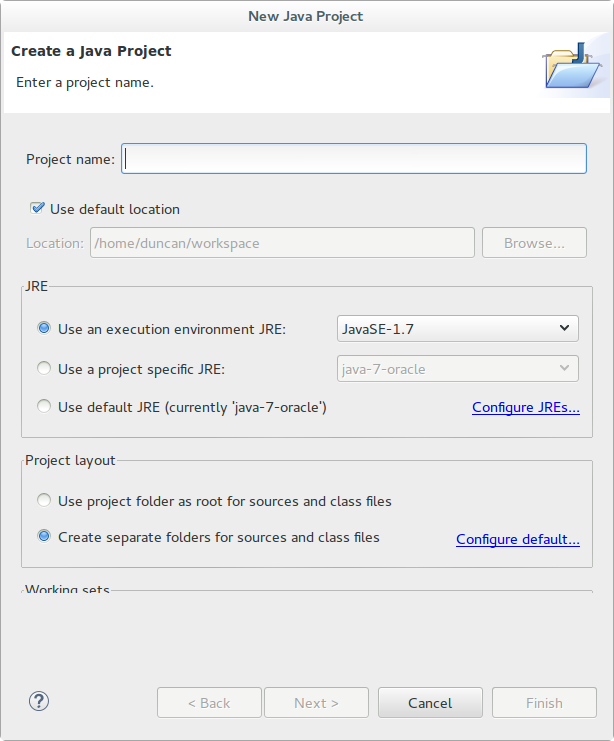 New Java Project
Create a Java Project
Enter a project name.
Project name:
Use default location
Location: /home/duncan/workspace Browse...
JRE
Use an execution environment JRE: JavaSE-1.7
Use a project specific JRE: java-7-oracle
Use default JRE (currently 'java-7-oracle') Configure JREs...
Project layout
Use project folder as root for sources and class files
Create separate folders for sources and class files Configure default...
Working sets
? < Back Next > Cancel Finish